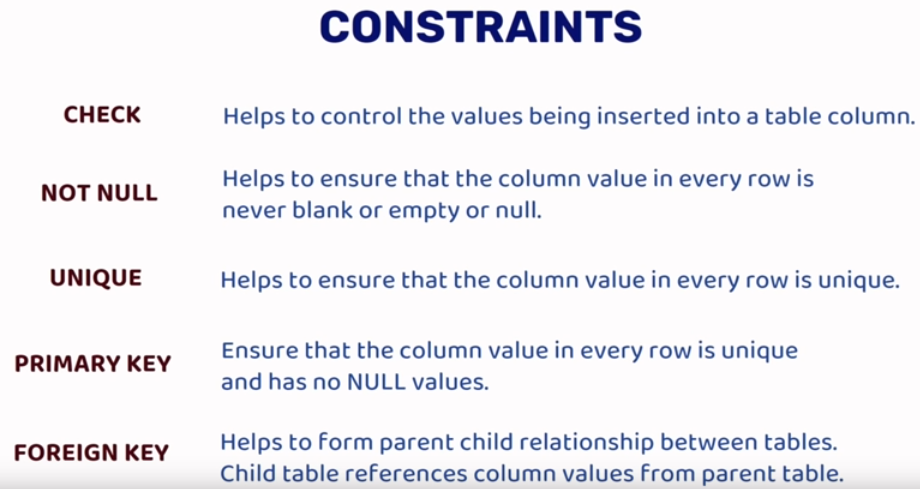 CONSTRAINTS
CHECK
Helps to control the values being inserted into a table column.
NOT NULL
Helps to ensure that the column value in every row is
never blank or empty or null.
UNIQUE
Helps to ensure that the column value in every row is unique.
PRIMARY KEY
Ensure that the column value in every row is unique
and has no NULL values.
FOREIGN KEY
Helps to form parent child relationship between tables.
Child table references column values from parent table.